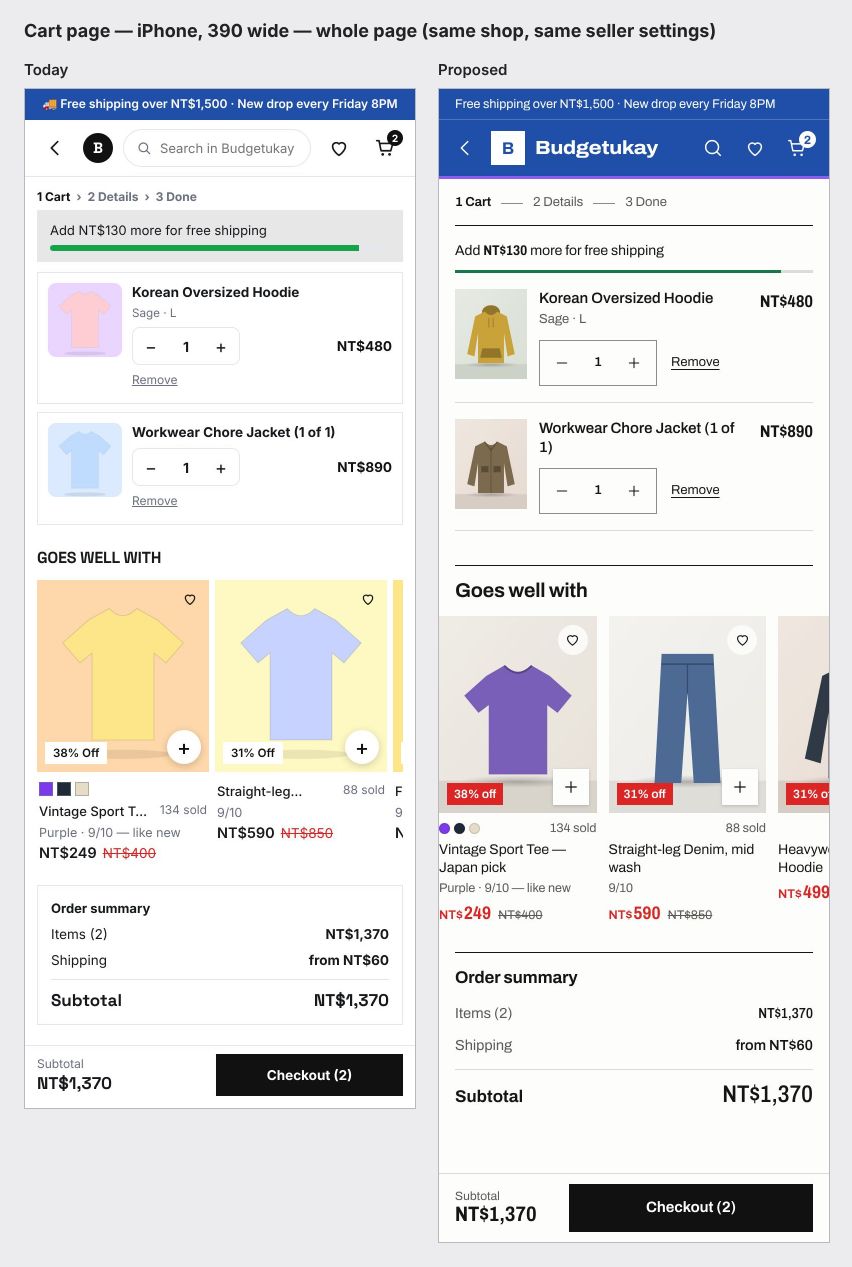 Cart page — iPhone, 390 wide — whole page (same shop, same seller settings)
Today
🚚 Free shipping over NT$1,500 · New drop every Friday 8PM
B
Search in Budgetukay
2
1 Cart › 2 Details › 3 Done
Add NT$130 more for free shipping
Korean Oversized Hoodie
Sage · L
− 1 +
NT$480
Remove
Workwear Chore Jacket (1 of 1)
− 1 +
NT$890
Remove
GOES WELL WITH
38% Off
+
31% Off
+
Vintage Sport T... 134 sold
Purple · 9/10 — like new
NT$249 NT$400
Straight-leg... 88 sold
9/10
NT$590 NT$850
F
9
Order summary
Items (2) NT$1,370
Shipping from NT$60
Subtotal NT$1,370
Subtotal
NT$1,370
Checkout (2)
Proposed
Free shipping over NT$1,500 · New drop every Friday 8PM
B
Budgetukay
2
1 Cart — 2 Details — 3 Done
Add NT$130 more for free shipping
Korean Oversized Hoodie
NT$480
Sage · L
− 1 +
Remove
Workwear Chore Jacket (1 of
1)
NT$890
− 1 +
Remove
Goes well with
38% off
+
31% off
+
31% o
134 sold
Vintage Sport Tee —
Japan pick
Purple · 9/10 — like new
NT$249 NT$400
88 sold
Straight-leg Denim, mid
wash
9/10
NT$590 NT$850
Heavyw
Hoodie
NT$499
Order summary
Items (2) NT$1,370
Shipping from NT$60
Subtotal NT$1,370
Subtotal
NT$1,370
Checkout (2)